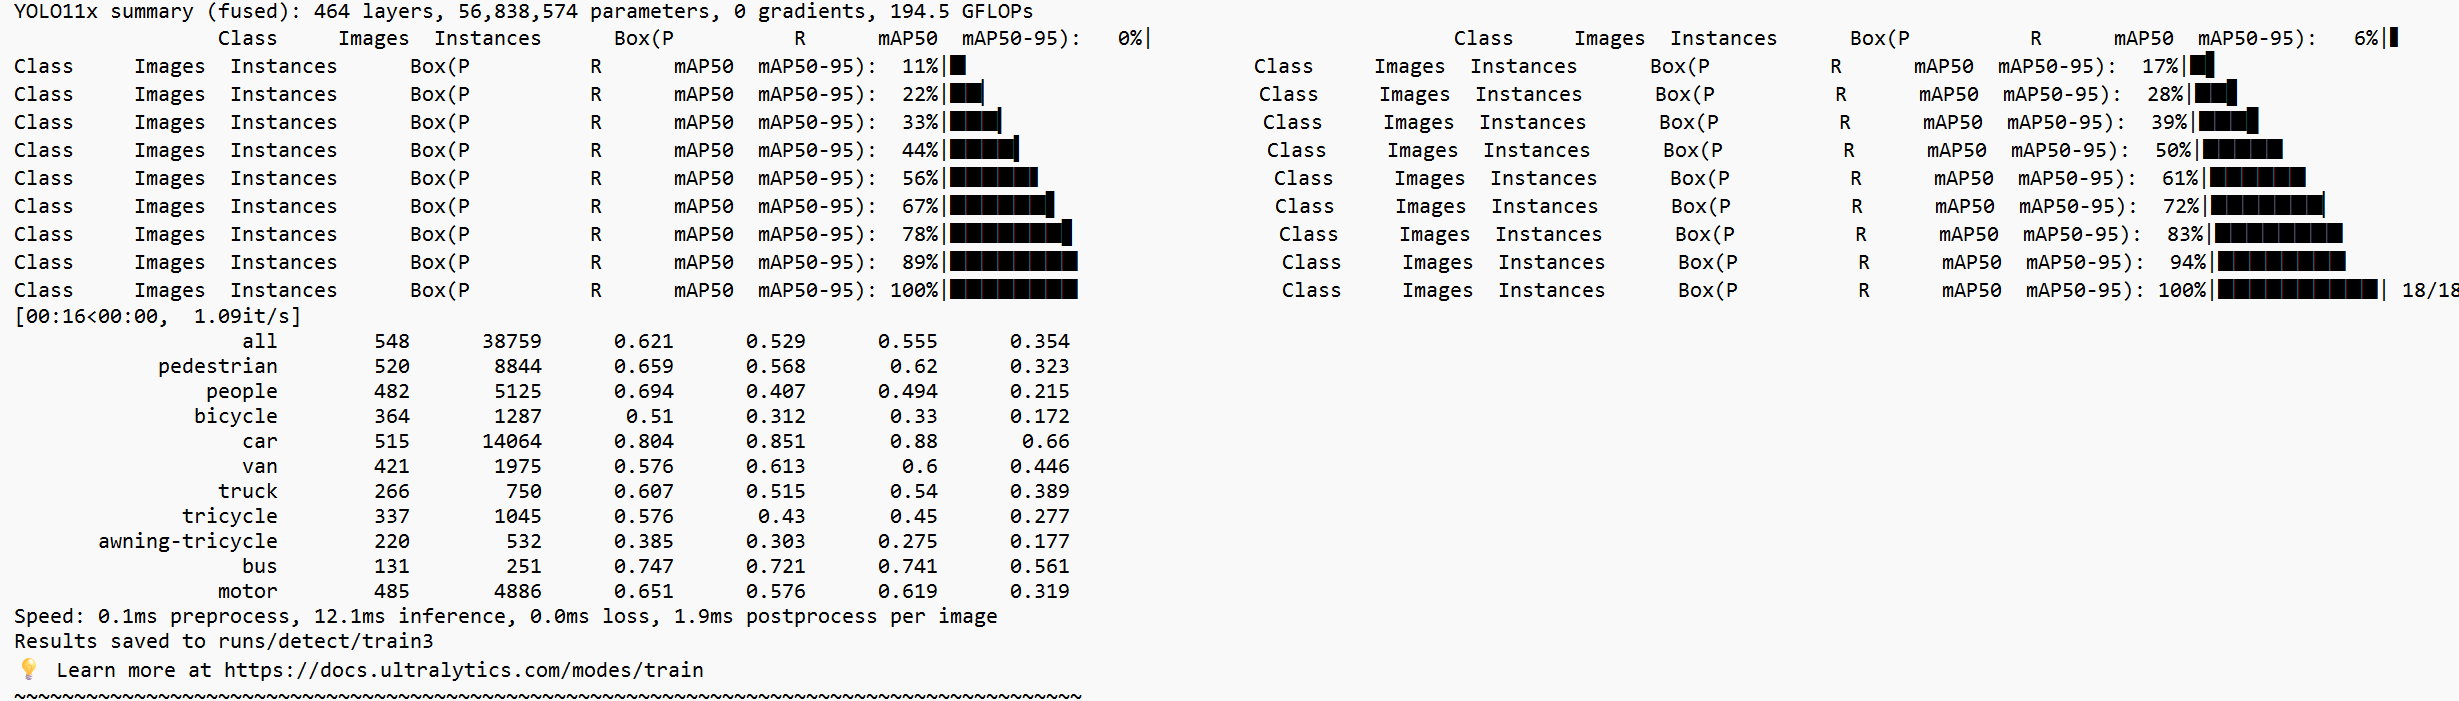 YOLO11x summary (fused): 464 layers, 56,838,574 parameters, 0 gradients, 194.5 GFLOPs
Class Images Instances Box(P R mAP50 mAP50-95): 0%| Class Images Instances Box(P R mAP50 mAP50-95): 6%|
Class Images Instances Box(P R mAP50 mAP50-95): 11%| Class Images Instances Box(P R mAP50 mAP50-95): 17%|
Class Images Instances Box(P R mAP50 mAP50-95): 22%| Class Images Instances Box(P R mAP50 mAP50-95): 28%|
Class Images Instances Box(P R mAP50 mAP50-95): 33%| Class Images Instances Box(P R mAP50 mAP50-95): 39%|
Class Images Instances Box(P R mAP50 mAP50-95): 44%| Class Images Instances Box(P R mAP50 mAP50-95): 50%|
Class Images Instances Box(P R mAP50 mAP50-95): 56%| Class Images Instances Box(P R mAP50 mAP50-95): 61%|
Class Images Instances Box(P R mAP50 mAP50-95): 67%| Class Images Instances Box(P R mAP50 mAP50-95): 72%|
Class Images Instances Box(P R mAP50 mAP50-95): 78%| Class Images Instances Box(P R mAP50 mAP50-95): 83%|
Class Images Instances Box(P R mAP50 mAP50-95): 89%| Class Images Instances Box(P R mAP50 mAP50-95): 94%|
Class Images Instances Box(P R mAP50 mAP50-95): 100%| Class Images Instances Box(P R mAP50 mAP50-95): 100%| | 18/18
[00:16<00:00, 1.09it/s]
all 548 38759 0.621 0.529 0.555 0.354
pedestrian 520 8844 0.659 0.568 0.62 0.323
people 482 5125 0.694 0.407 0.494 0.215
bicycle 364 1287 0.51 0.312 0.33 0.172
car 515 14064 0.804 0.851 0.88 0.66
van 421 1975 0.576 0.613 0.6 0.446
truck 266 750 0.607 0.515 0.54 0.389
tricycle 337 1045 0.576 0.43 0.45 0.277
awning-tricycle 220 532 0.385 0.303 0.275 0.177
bus 131 251 0.747 0.721 0.741 0.561
motor 485 4886 0.651 0.576 0.619 0.319
Speed: 0.1ms preprocess, 12.1ms inference, 0.0ms loss, 1.9ms postprocess per image
Results saved to runs/detect/train3
💡 Learn more at https://docs.ultralytics.com/modes/train
~~~~~~~~~~~~~~~~~~~~~~~~~~~~~~~~~~~~~~~~~~~~~~~~~~~~~~~~~~~~~~~~~~~~~~~~~~~~~~~~~~~~~~~~~